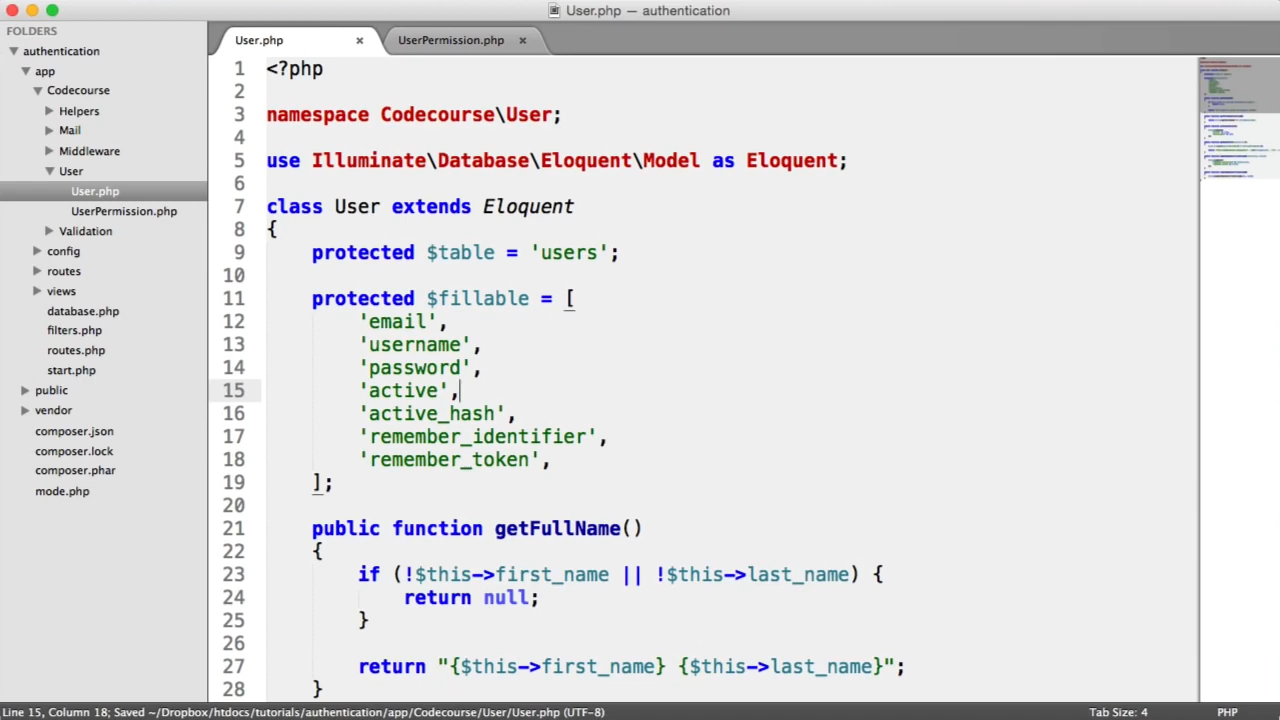 User.php — authentication
FOLDERS
authentication
app
Codecourse
Helpers
Mail
Middleware
User
User.php
UserPermission.php
Validation
config
routes
views
database.php
filters.php
routes.php
start.php
public
vendor
composer.json
composer.lock
composer.phar
mode.php
User.php × UserPermission.php ×
1 <?php
2
3 namespace Codecourse\User;
4
5 use Illuminate\Database\Eloquent\Model as Eloquent;
6
7 class User extends Eloquent
8 {
9     protected $table = 'users';
10
11     protected $fillable = [
12         'email',
13         'username',
14         'password',
15         'active',
16         'active_hash',
17         'remember_identifier',
18         'remember_token',
19     ];
20
21     public function getFullName()
22     {
23         if (!$this->first_name || !$this->last_name) {
24             return null;
25         }
26
27         return "{$this->first_name} {$this->last_name}";
28     }
Line 15, Column 18; Saved ~/Dropbox/htdocs/tutorials/authentication/app/Codecourse/User/User.php (UTF-8) Tab Size: 4 PHP